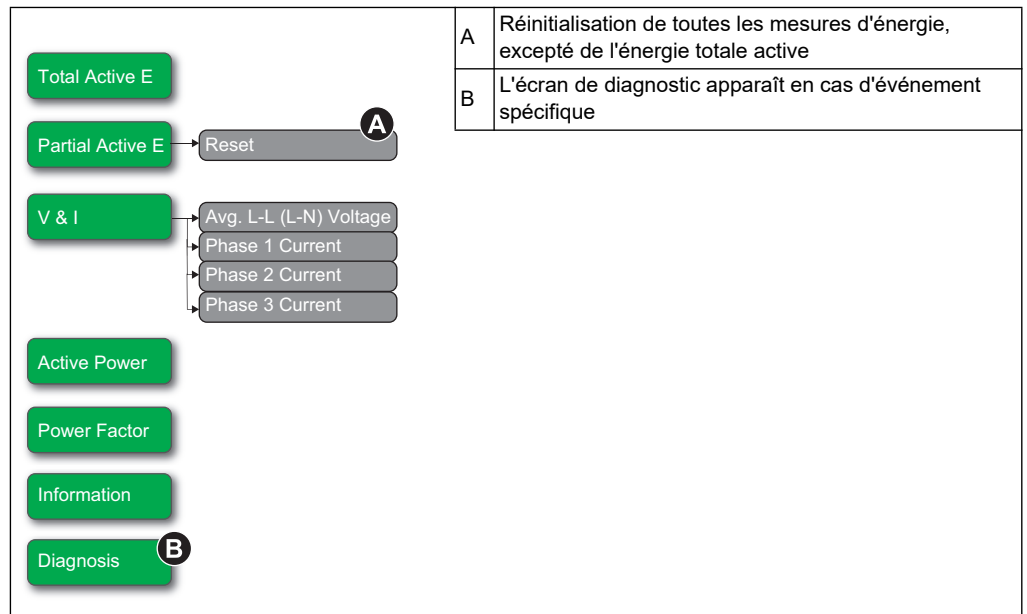 A
Réinitialisation de toutes les mesures d'énergie,
excepté de l'énergie totale active
B
L'écran de diagnostic apparaît en cas d'événement
spécifique
Total Active E
Partial Active E
Reset
A
V & I
Avg. L-L (L-N) Voltage
Phase 1 Current
Phase 2 Current
Phase 3 Current
Active Power
Power Factor
Information
Diagnosis
B